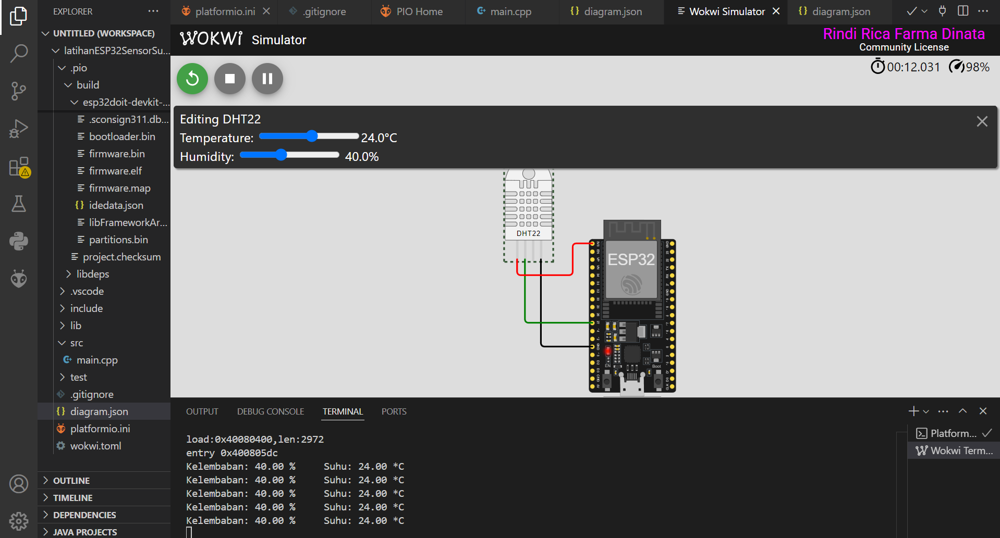 EXPLORER
UNTITLED (WORKSPACE)
latihanESP32SensorSu...
.pio
build
esp32doit-devkit-...
.sconsign311.db...
bootloader.bin
firmware.bin
firmware.elf
firmware.map
idedata.json
libFrameworkAr...
partitions.bin
project.checksum
libdeps
.vscode
include
lib
src
main.cpp
test
.gitignore
diagram.json
platformio.ini
wokwi.toml
OUTLINE
TIMELINE
DEPENDENCIES
JAVA PROJECTS
platformio.ini
.gitignore
PIO Home
main.cpp
diagram.json
Wokwi Simulator
diagram.json
WOKWi Simulator
Rindi Rica Farma Dinata
Community License
00:12.031 98%
Editing DHT22
Temperature: 24.0°C
Humidity: 40.0%
DHT22
ESP32
EN
Boot
OUTPUT DEBUG CONSOLE TERMINAL PORTS
load:0x40080400,len:2972
entry 0x400805dc
Kelembaban: 40.00 % Suhu: 24.00 *C
Kelembaban: 40.00 % Suhu: 24.00 *C
Kelembaban: 40.00 % Suhu: 24.00 *C
Kelembaban: 40.00 % Suhu: 24.00 *C
Kelembaban: 40.00 % Suhu: 24.00 *C
Platform...
Wokwi Term...